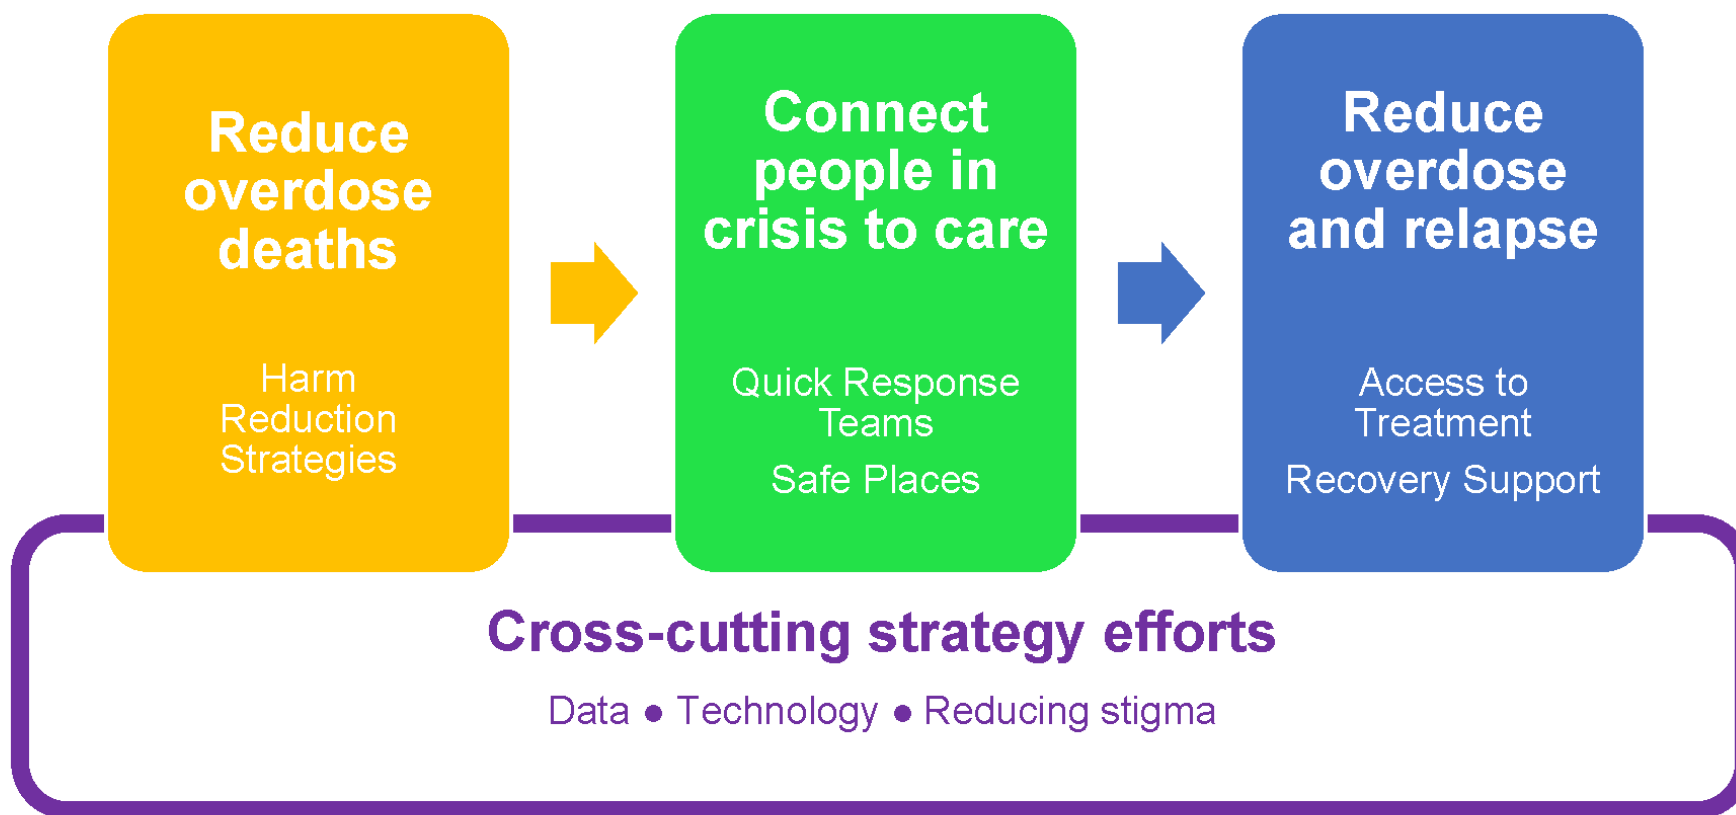 Reduce
overdose
deaths
Harm
Reduction
Strategies
Connect
people in
crisis to care
Quick Response
Teams
Safe Places
Reduce
overdose
and relapse
Access to
Treatment
Recovery Support
Cross-cutting strategy efforts
Data ● Technology ● Reducing stigma